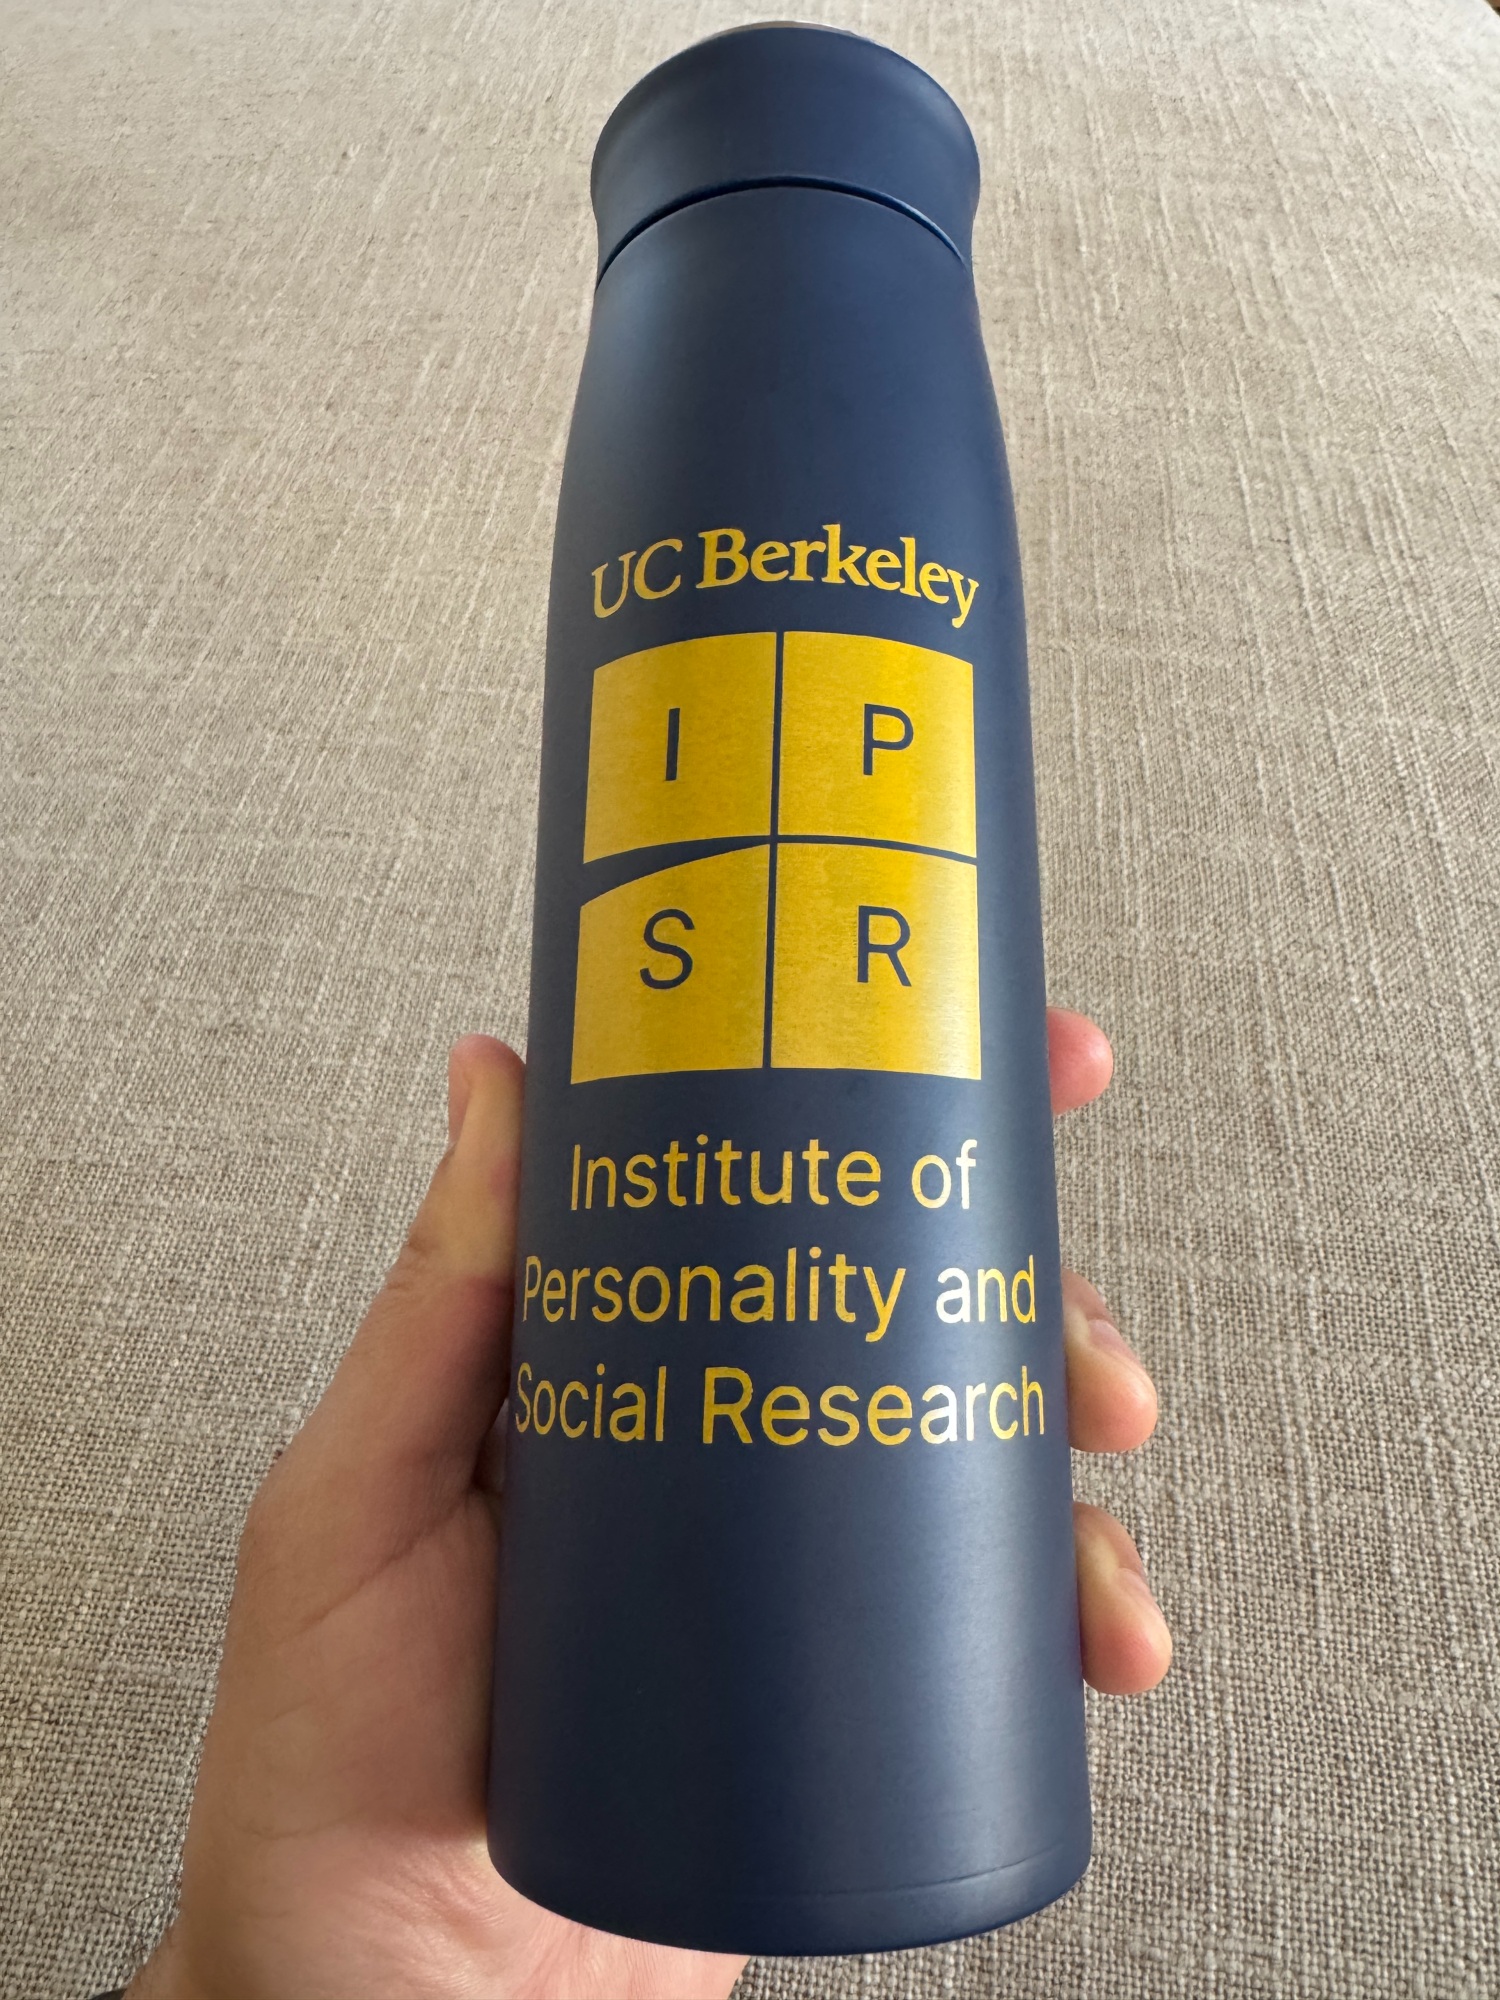 UC Berkeley
I P
S R
Institute of
Personality and
Social Research